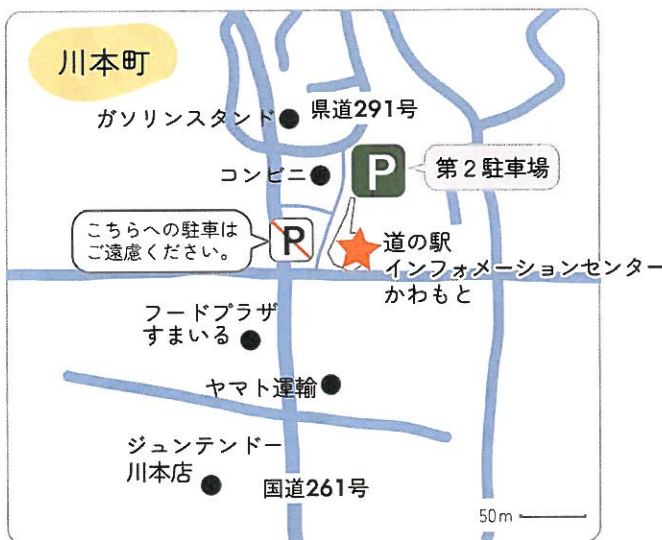 川本町
ガソリンスタンド
県道291号
コンビニ
P
第2駐車場
こちらへの駐車は
ご遠慮ください。
P
道の駅
インフォメーションセンター
かわもと
フードプラザ
すまいる
ヤマト運輸
ジュンテンドー
川本店
国道261号
50m